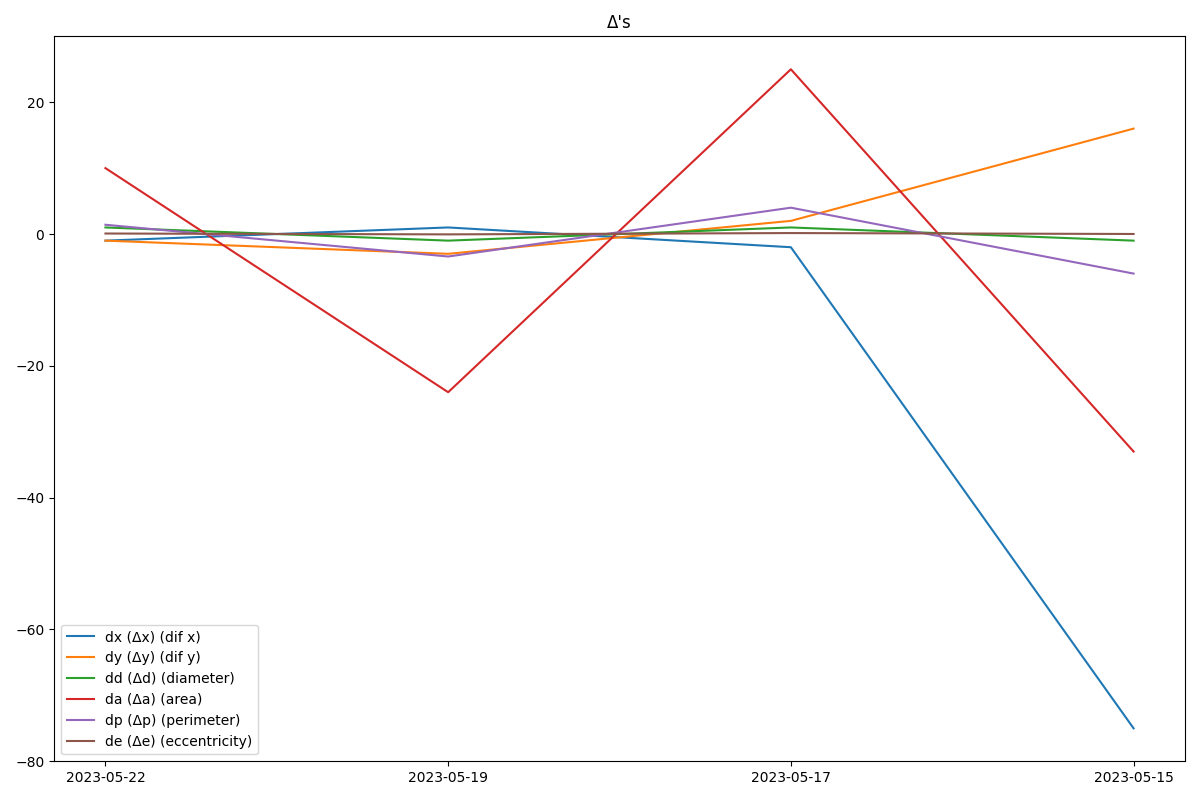 Δ's
20
0
−20
−40
−60
−80
dx (Δx) (dif x)
dy (Δy) (dif y)
dd (Δd) (diameter)
da (Δa) (area)
dp (Δp) (perimeter)
de (Δe) (eccentricity)
2023-05-22 2023-05-19 2023-05-17 2023-05-15